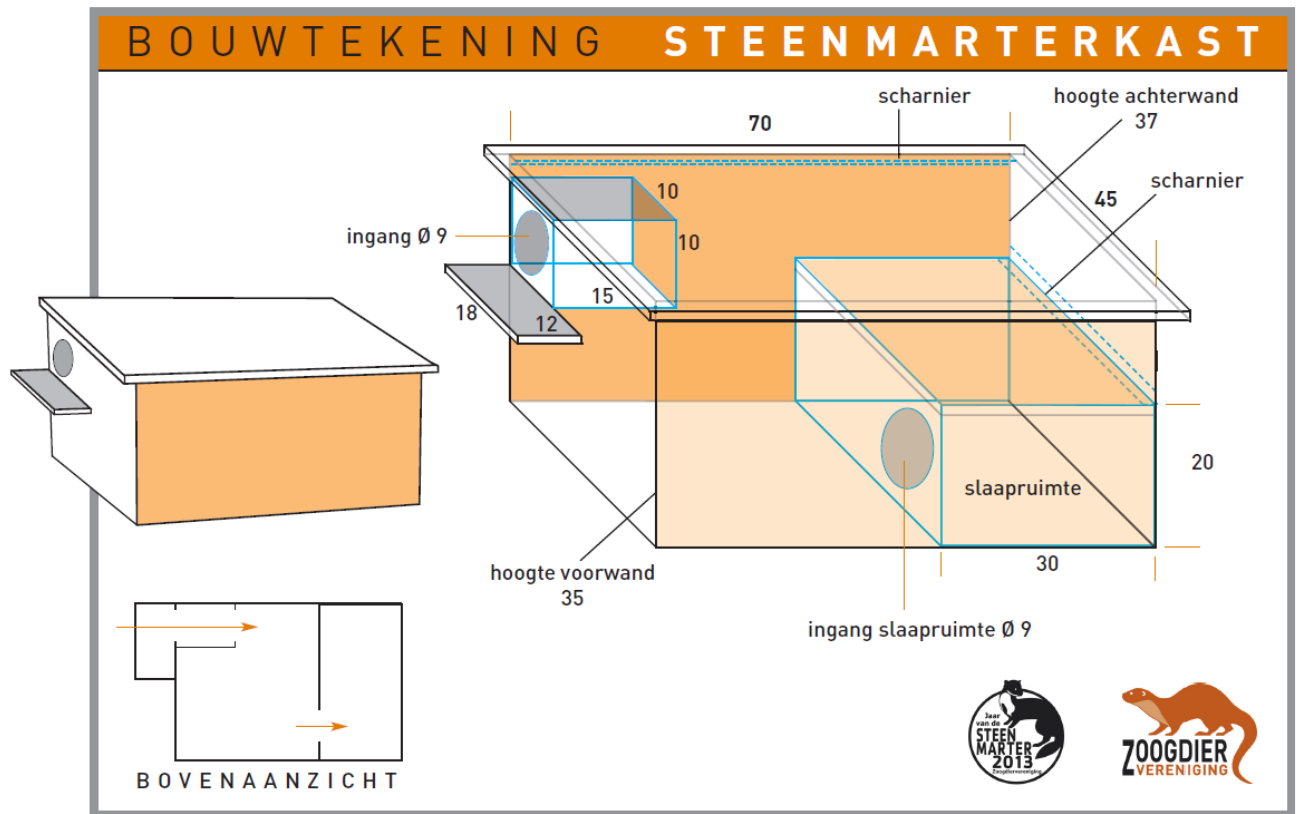 BOUWTEKENING STEENMARTERKAST
scharnier
hoogte achterwand
37
70
scharnier
45
10
10
ingang Ø 9
15
18
12
20
slaapruimte
30
hoogte voorwand
35
ingang slaapruimte Ø 9
BOVENAANZICHT
Jaar
van de
STEEN
MARTER
2013
Zoogdiervereniging
ZOOGDIER
VERENIGING